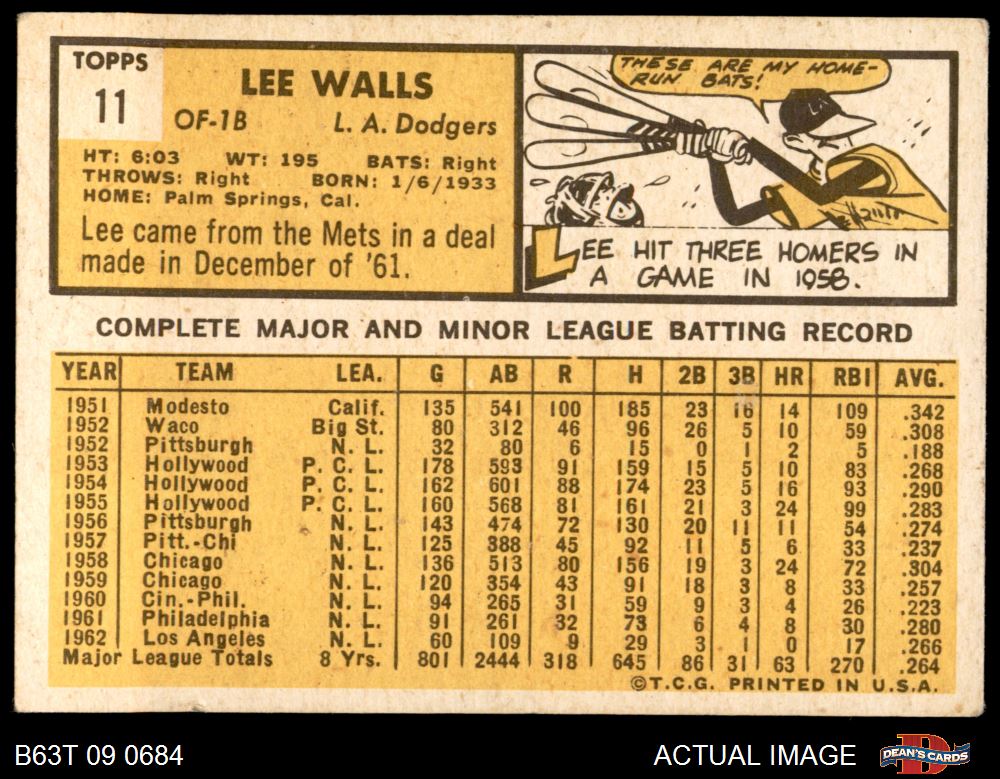 TOPPS
11
LEE WALLS
OF-1B L. A. Dodgers
HT: 6:03 WT: 195 BATS: Right
THROWS: Right BORN: 1/6/1933
HOME: Palm Springs, Cal.
Lee came from the Mets in a deal
made in December of '61.
THESE ARE MY HOME-
RUN BATS!
LA
LEE HIT THREE HOMERS IN
A GAME IN 1958.
COMPLETE MAJOR AND MINOR LEAGUE BATTING RECORD
YEAR TEAM LEA. G AB R H 2B 3B HR RBI AVG.
1951 Modesto Calif. 135 541 100 185 23 16 14 109 .342
1952 Waco Big St. 80 312 46 96 26 5 10 59 .308
1952 Pittsburgh N. L. 32 80 6 15 0 1 2 5 .188
1953 Hollywood P. C. L. 178 593 91 159 15 5 10 83 .268
1954 Hollywood P. C. L. 162 601 88 174 23 5 16 93 .290
1955 Hollywood P. C. L. 160 568 81 161 21 3 24 99 .283
1956 Pittsburgh N. L. 143 474 72 130 20 11 11 54 .274
1957 Pitt.-Chi N. L. 125 388 45 92 11 5 6 33 .237
1958 Chicago N. L. 136 513 80 156 19 3 24 72 .304
1959 Chicago N. L. 120 354 43 91 18 3 8 33 .257
1960 Cin.-Phil. N. L. 94 265 31 59 9 3 4 26 .223
1961 Philadelphia N. L. 91 261 32 73 6 4 8 30 .280
1962 Los Angeles N. L. 60 109 9 29 3 1 0 17 .266
Major League Totals 8 Yrs. 801 2444 318 645 86 31 63 270 .264
©T.C.G. PRINTED IN U.S.A.
B63T 09 0684 ACTUAL IMAGE DEAN'S CARDS